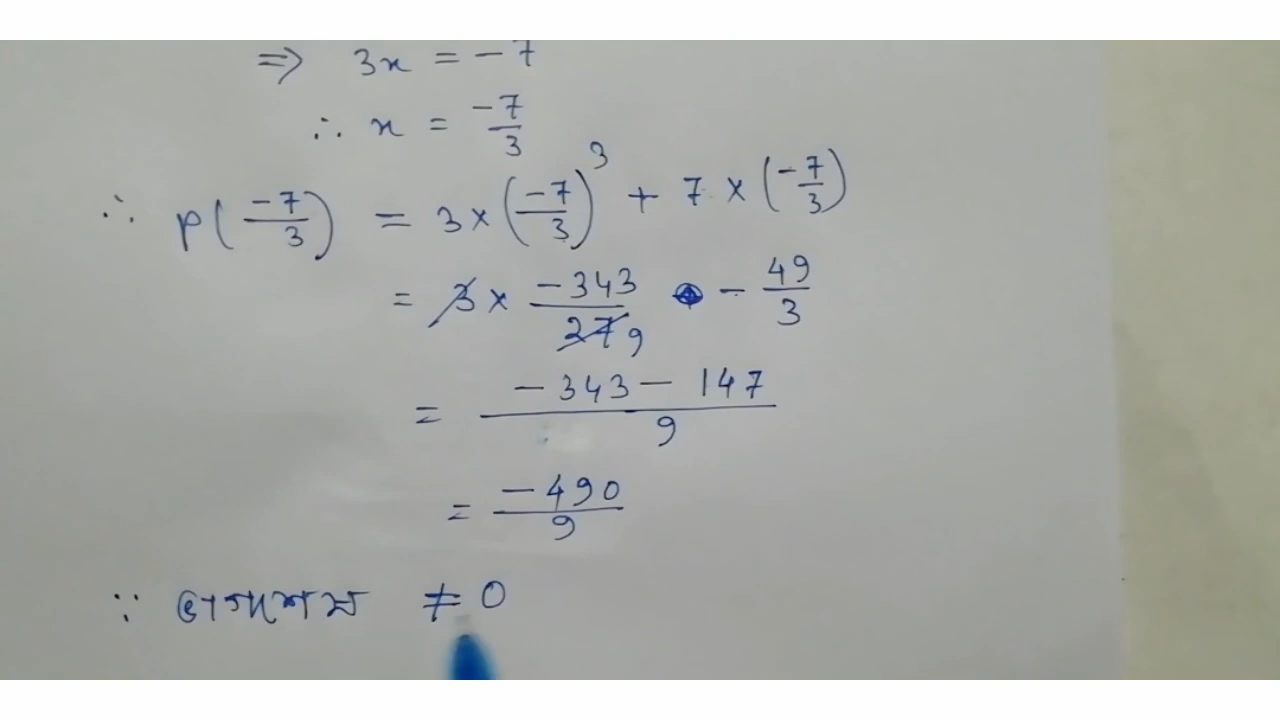 ⇒ 3x = -7
∴ x = -7/3
∴ p(-7/3) = 3 × (-7/3)³ + 7 × (-7/3)
= 3 × -343/27 9 - 49/3
= -343 - 147/9
= -490/9
∵ ভাগশেষ ≠ 0